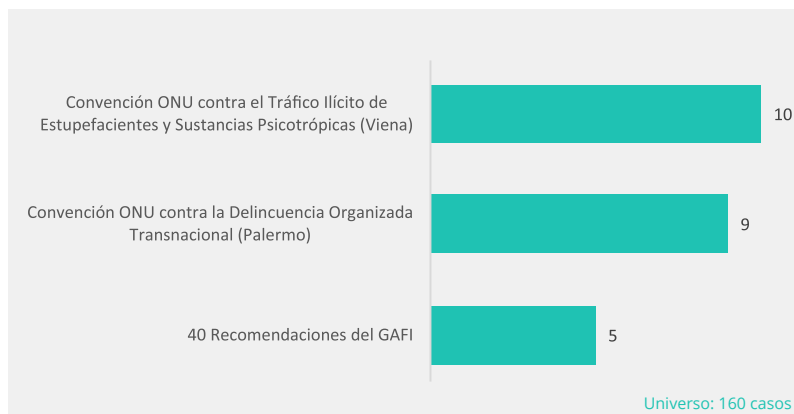 Convención ONU contra el Tráfico Ilícito de
Estupefacientes y Sustancias Psicotrópicas (Viena)
10
Convención ONU contra la Delincuencia Organizada
Transnacional (Palermo)
9
40 Recomendaciones del GAFI
5
Universo: 160 casos